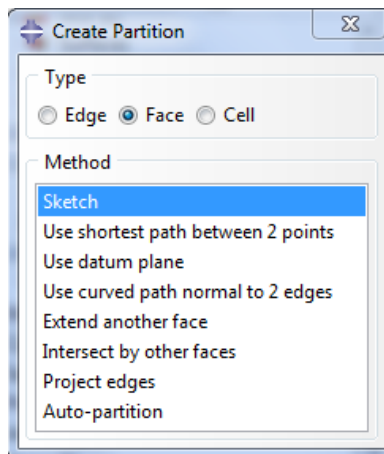 Create Partition
Type
Edge Face Cell
Method
Sketch
Use shortest path between 2 points
Use datum plane
Use curved path normal to 2 edges
Extend another face
Intersect by other faces
Project edges
Auto-partition